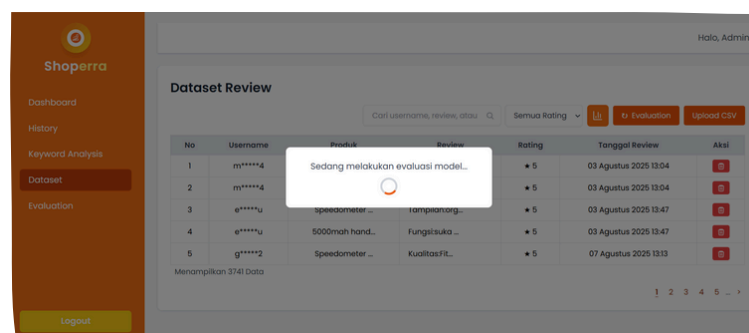 Shoperra
Dashboard
History
Keyword Analysis
Dataset
Evaluation
Logout
Halo, Admin
Dataset Review
Cari username, review, atau
Semua Rating
Evaluation
Upload CSV
No Username Produk Review Rating Tanggal Review Aksi
1 m*****4 ★ 5 03 Agustus 2025 13:04
2 m*****4 ★ 5 03 Agustus 2025 13:04
3 e*****u Speedometer ... Tampilan:org... ★ 5 03 Agustus 2025 13:47
4 e*****u 5000mah hand... Fungsi:suka ... ★ 5 03 Agustus 2025 13:47
5 g*****2 Speedometer ... Kualitas:Fit... ★ 5 07 Agustus 2025 13:13
Sedang melakukan evaluasi model...
Menampilkan 3741 Data
1 2 3 4 5 ... ›